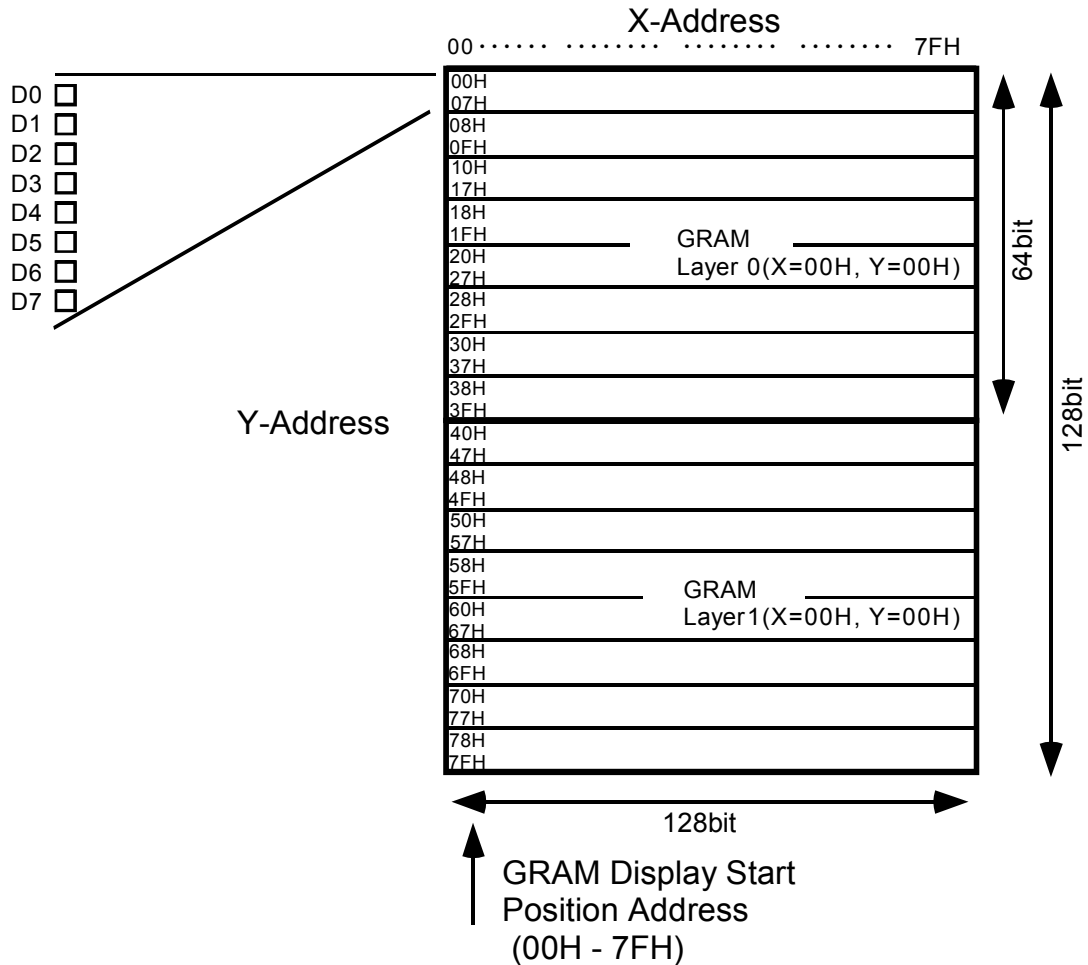 X-Address
00 ······ ········ ········ ········ 7FH
D0
D1
D2
D3
D4
D5
D6
D7
00H
07H
08H
0FH
10H
17H
18H
1FH
20H
27H
28H
2FH
30H
37H
38H
3FH
GRAM
Layer 0(X=00H, Y=00H)
64bit
128bit
Y-Address
40H
47H
48H
4FH
50H
57H
58H
5FH
60H
67H
68H
6FH
70H
77H
78H
7FH
GRAM
Layer1(X=00H, Y=00H)
128bit
GRAM Display Start
Position Address
(00H - 7FH)